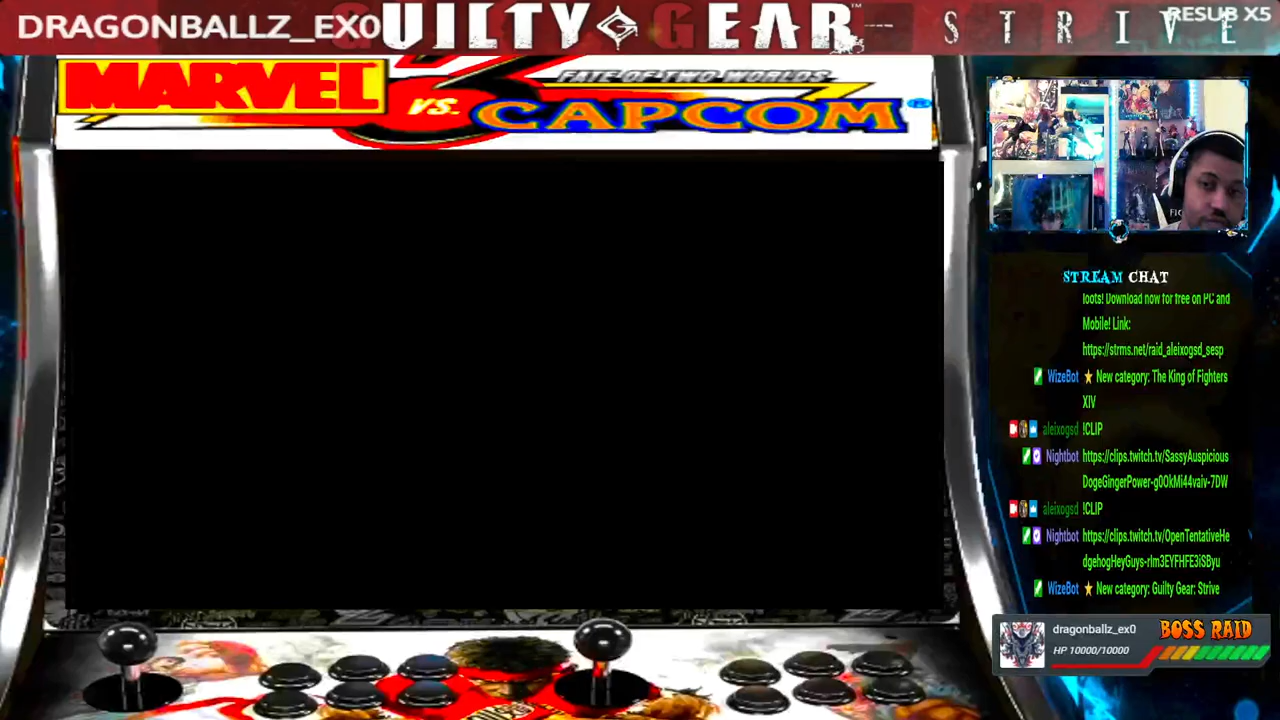 DRAGONBALLZ_EX0
GUILTY GEAR
™
STRIVE
RESUB X5
MARVEL
VS.
3
FATE OF TWO WORLDS
CAPCOM®
STREAM CHAT
loots! Download now for free on PC and
Mobile! Link:
https://strms.net/raid_aleixogsd_sesp
WizeBot ★ New category: The King of Fighters
XIV
aleixogsd !CLIP
Nightbot https://clips.twitch.tv/SassyAuspicious
DogeGingerPower-g0OkMi44vaiv-7DW
aleixogsd !CLIP
Nightbot https://clips.twitch.tv/OpenTentativeHe
dgehogHeyGuys-rIm3EYFHFE3iSByu
WizeBot ★ New category: Guilty Gear: Strive
dragonballz_ex0
BOSS RAID
HP 10000/10000